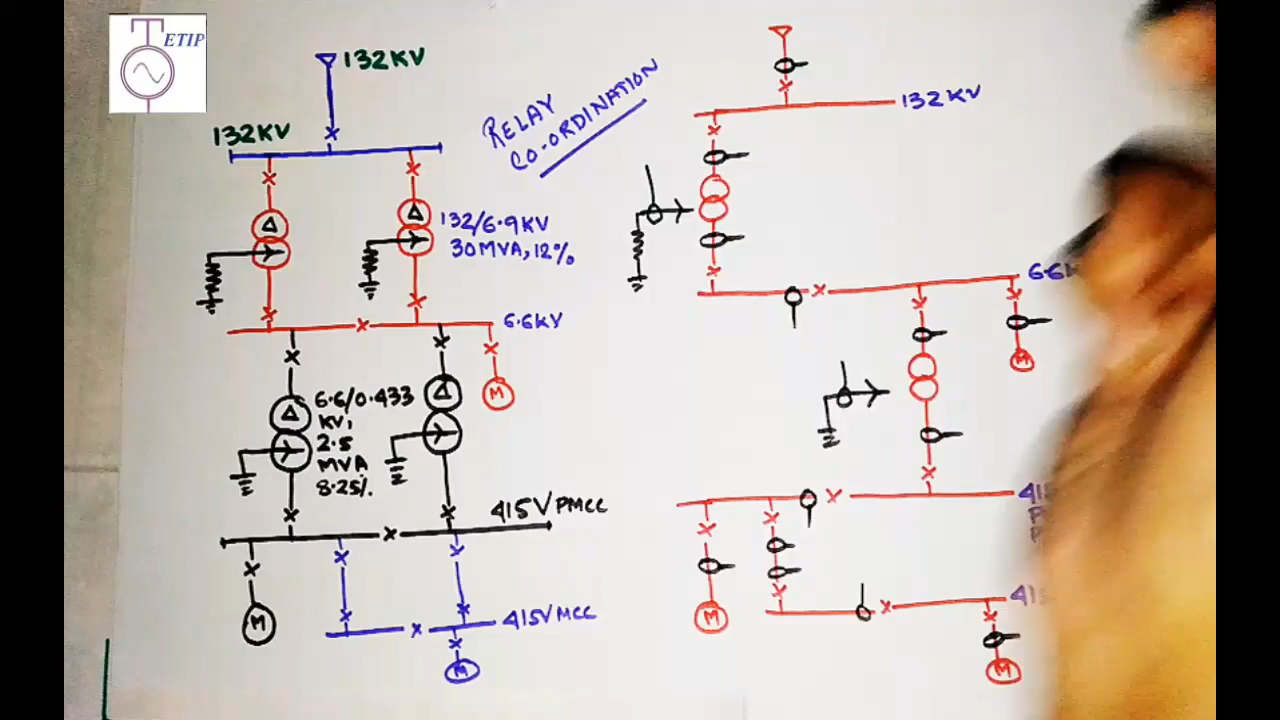 ETIP
132KV
132KV
RELAY
CO-ORDINATION
132/6.9KV
30MVA, 12%
6.6KV
M
6.6/0.433
KV,
2.5
MVA
8.25%
415V PMCC
M
415V MCC
M
132KV
M
M
M